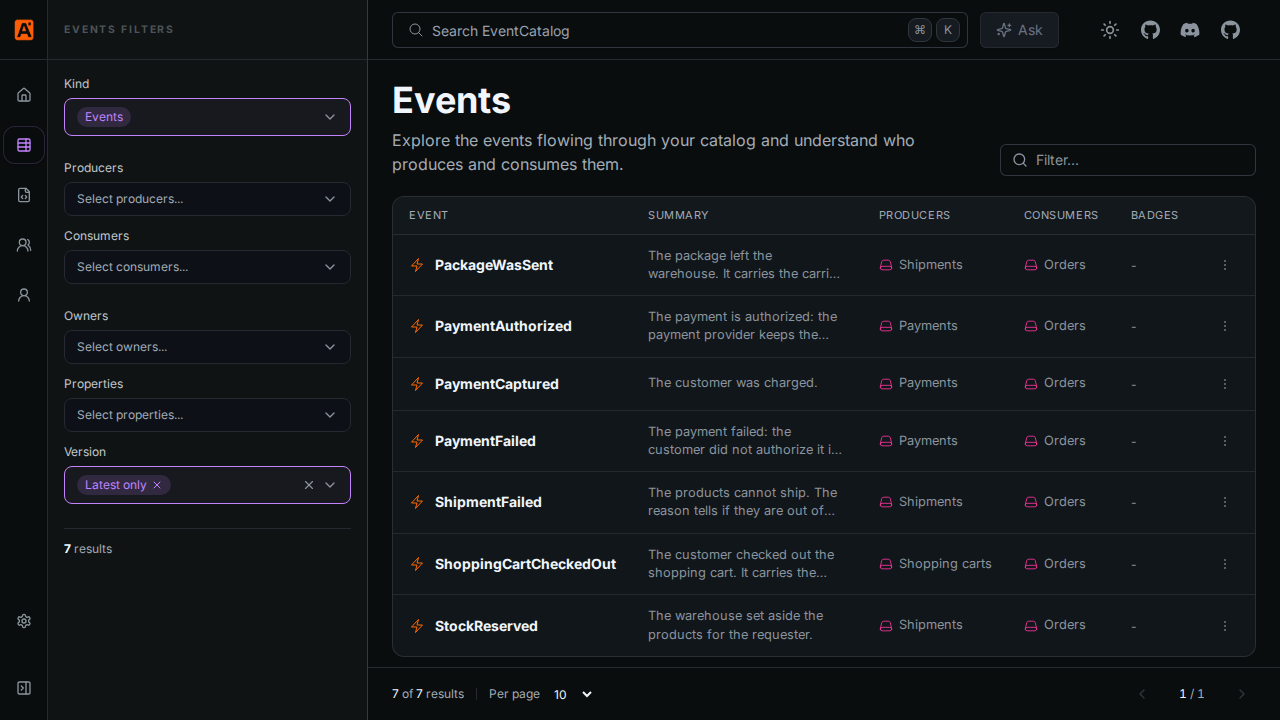 EVENTS FILTERS
Search EventCatalog
⌘ K
Ask
Kind
Events
Producers
Select producers...
Consumers
Select consumers...
Owners
Select owners...
Properties
Select properties...
Version
Latest only
7 results
Events
Explore the events flowing through your catalog and understand who
produces and consumes them.
Filter...
EVENT SUMMARY PRODUCERS CONSUMERS BADGES
PackageWasSent
The package left the
warehouse. It carries the carri...
Shipments Orders -
PaymentAuthorized
The payment is authorized: the
payment provider keeps the...
Payments Orders -
PaymentCaptured
The customer was charged.
Payments Orders -
PaymentFailed
The payment failed: the
customer did not authorize it i...
Payments Orders -
ShipmentFailed
The products cannot ship. The
reason tells if they are out of...
Shipments Orders -
ShoppingCartCheckedOut
The customer checked out the
shopping cart. It carries the...
Shopping carts Orders -
StockReserved
The warehouse set aside the
products for the requester.
Shipments Orders -
7 of 7 results Per page 10 1 / 1